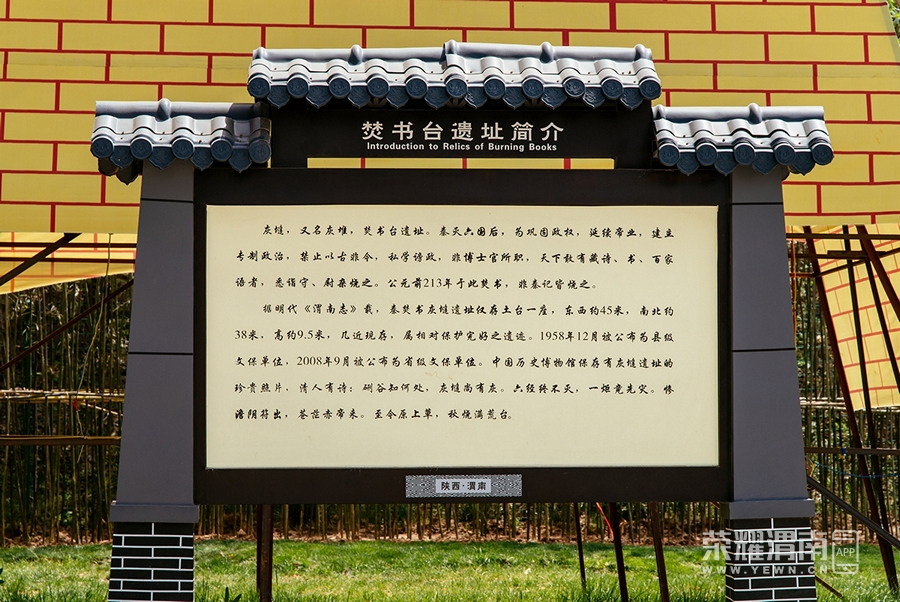 焚书台遗址简介
Introduction to Relics of Burning Books
灰堆，又名灰堆，焚书台遗址。秦灭六国后，为巩固政权，延续帝业，建立
专制政治，禁止以古非今，私学谤政，非博士官所职，天下敢有藏诗、书、百家
语者，悉诣守、尉杂烧之。公元前213年于此焚书，非秦记皆烧之。
据明代《渭南志》载，秦焚书灰堆遗址仅存土台一座，东西约45米，南北约
38米，高约9.5米，几近现存，属相对保护完好之遗迹。1958年12月被公布为县级
文保单位，2008年9月被公布为省级文保单位。中国历史博物馆保存有灰堆遗址的
珍贵照片。清人有诗：硎谷知何处，灰堆尚有灰。六经终不灭，一炬竟先灾。修
渚阴符出，苍茫赤帝来。至今原上草，秋烧满荒台。
陕西·渭南
荣耀渭南 APP
WWW.YEWN.CN